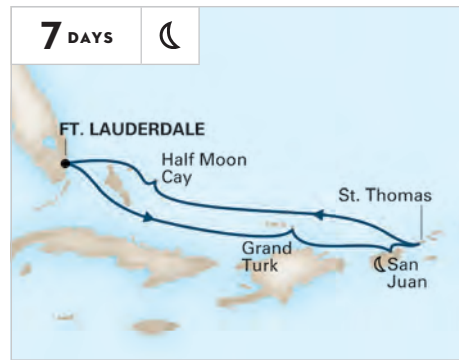 7 DAYS
FT. LAUDERDALE
Half Moon
Cay
St. Thomas
Grand
Turk
San
Juan